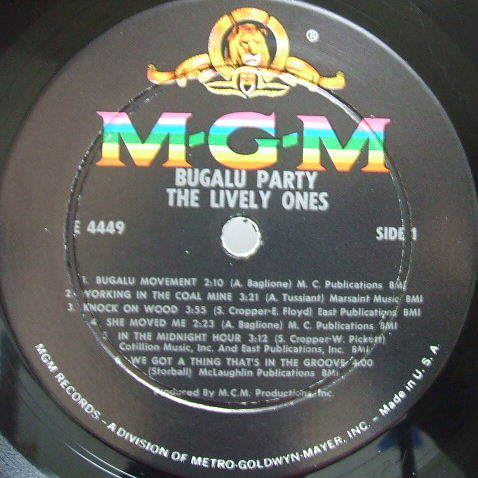 ®
M-G-M
BUGALU PARTY
THE LIVELY ONES
E 4449
SIDE 1
1. BUGALU MOVEMENT 2:10 (A. Baglione) M. C. Publications BMI
2. WORKING IN THE COAL MINE 3:21 (A. Tussiant) Marsaint Music BMI
3. KNOCK ON WOOD 3:55 (S. Cropper-E. Floyd) East Publications BMI
4. SHE MOVED ME 2:23 (A. Baglione) M. C. Publications BMI
5. IN THE MIDNIGHT HOUR 3:12 (S. Cropper-W. Pickett)
Cotillion Music, Inc. And East Publications, Inc. BMI
6. WE GOT A THING THAT'S IN THE GROOVE 4:00
(Storball) McLaughlin Publications BMI
Produced By M.C.M. Productions, Inc.
MGM RECORDS – A DIVISION OF METRO-GOLDWYN-MAYER, INC. – Made in U.S.A.